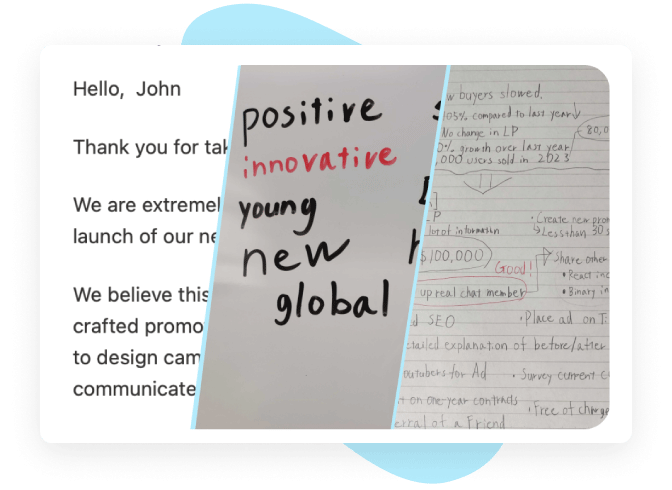 Hello, John
Thank you for tak
We are extremel
launch of our ne
We believe this
crafted promo
to design cam
communicate
positive
innovative
young
new
global
w buyers slowed.
05% compared to last year
No change in LP
80,0
0% growth over last year
,000 users sold in 2023
P
lot of information
$100,000
Good!
up real chat member
SEO
etailed explanation of before/after
outubers for Ad
on one year contracts
erral of a Friend
Create new pro
Less than 30 s
Share other
• React inc
• Binary in
• Place ad on
• Survey current c
• Free of charge